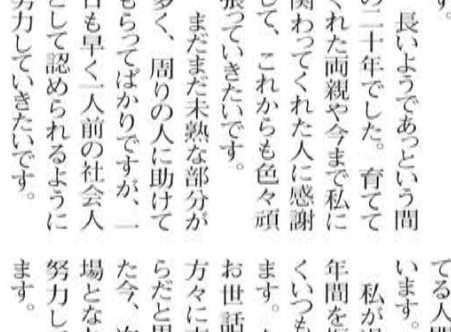 す。
長いようであっという間
の二十年でした。育てて
くれた両親や今まで私に
関わってくれた人に感謝
して、これからも色々頑
張っていきたいです。
まだまだ未熟な部分が
多く、周りの人に助けて
もらってばかりですが、一
日も早く一人前の社会人
として認められるように
努力していきたいです。
てる人間
います。
私が
年間を
くいつも
ます。
お世話
方々に
らだと思
た今、
場とな
努力し
ます。